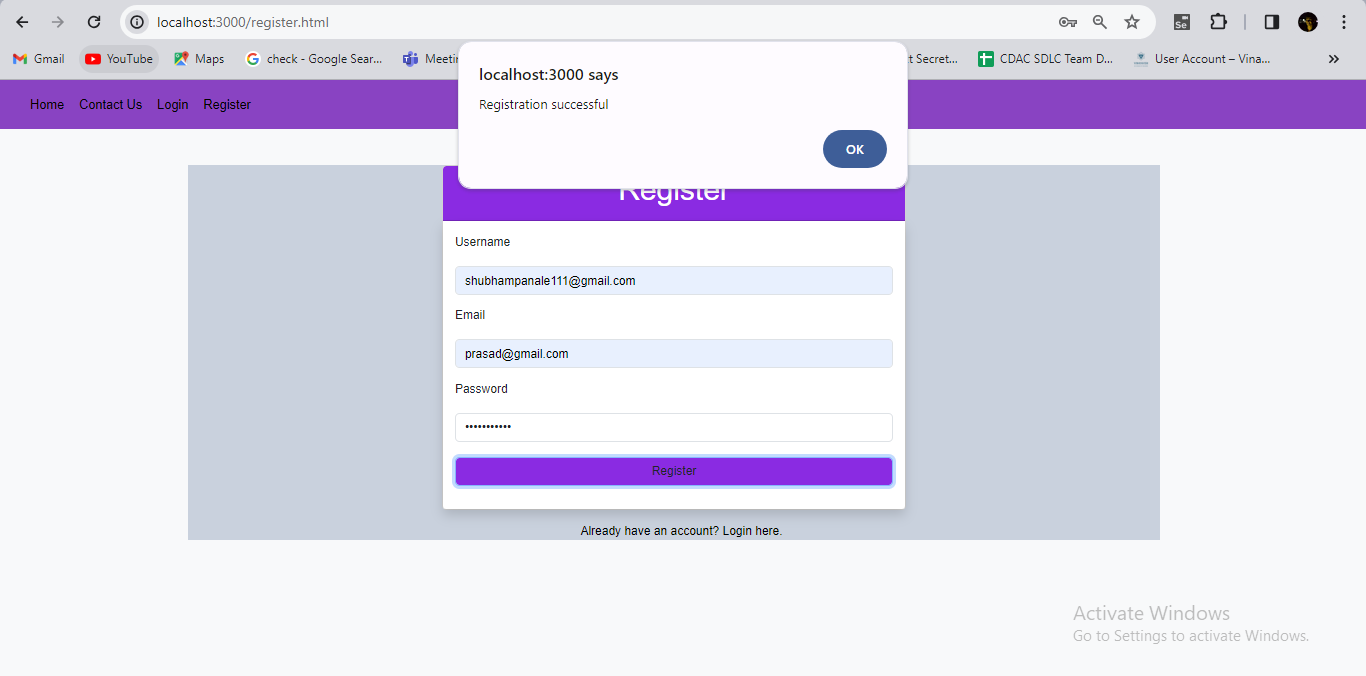 localhost:3000/register.html
Gmail YouTube Maps check - Google Sear... Meetin t Secret... CDAC SDLC Team D... User Account – Vina...
localhost:3000 says
Registration successful
OK
Home Contact Us Login Register
Register
Username
shubhampanale111@gmail.com
Email
prasad@gmail.com
Password
•••••••••••
Register
Already have an account? Login here.
Activate Windows
Go to Settings to activate Windows.